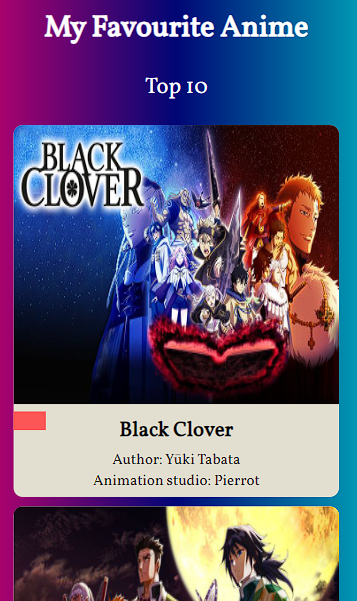 My Favourite Anime
Top 10
BLACK
CLOVER
Black Clover
Author: Yūki Tabata
Animation studio: Pierrot